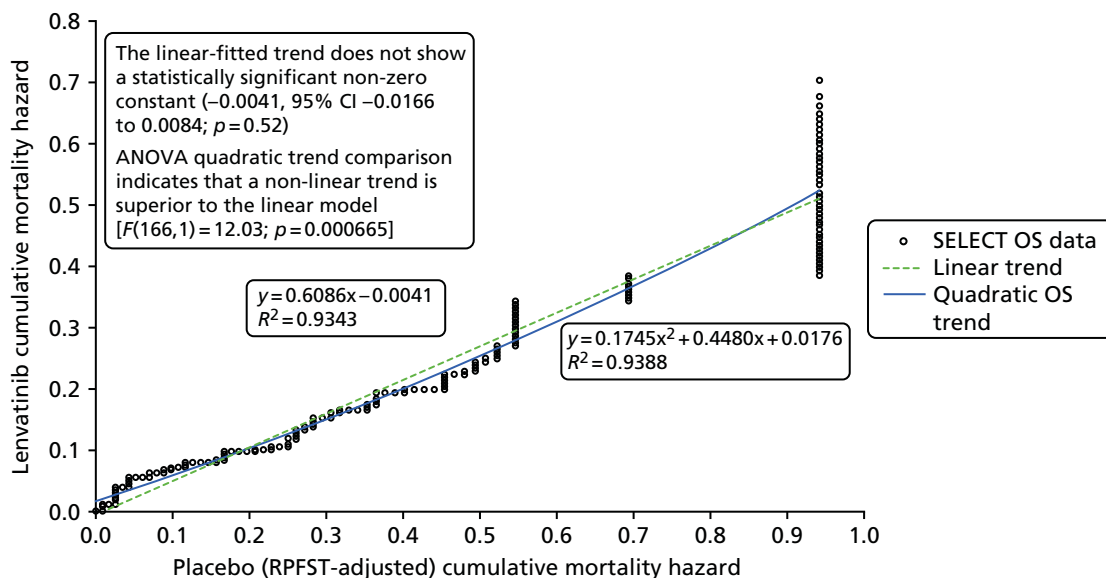 0.8
0.7
0.6
0.5
0.4
0.3
0.2
0.1
0.0
Lenvatinib cumulative mortality hazard
The linear-fitted trend does not show
a statistically significant non-zero
constant (–0.0041, 95% CI –0.0166
to 0.0084; p=0.52)
ANOVA quadratic trend comparison
indicates that a non-linear trend is
superior to the linear model
[F(166,1)=12.03; p=0.000665]
y=0.6086x–0.0041
R²=0.9343
y=0.1745x²+0.4480x+0.0176
R²=0.9388
SELECT OS data
Linear trend
Quadratic OS
trend
0.0 0.1 0.2 0.3 0.4 0.5 0.6 0.7 0.8 0.9 1.0
Placebo (RPFST-adjusted) cumulative mortality hazard